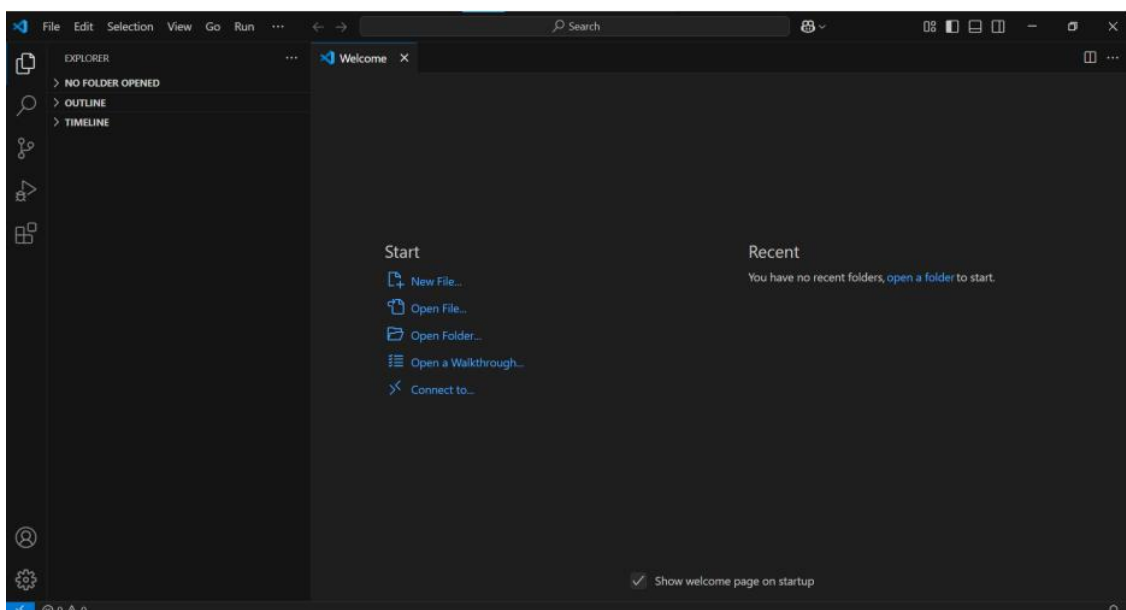 File Edit Selection View Go Run ...
Search
EXPLORER ...
Welcome
NO FOLDER OPENED
OUTLINE
TIMELINE
Start
New File...
Open File...
Open Folder...
Open a Walkthrough...
Connect to...
Recent
You have no recent folders, open a folder to start.
Show welcome page on startup